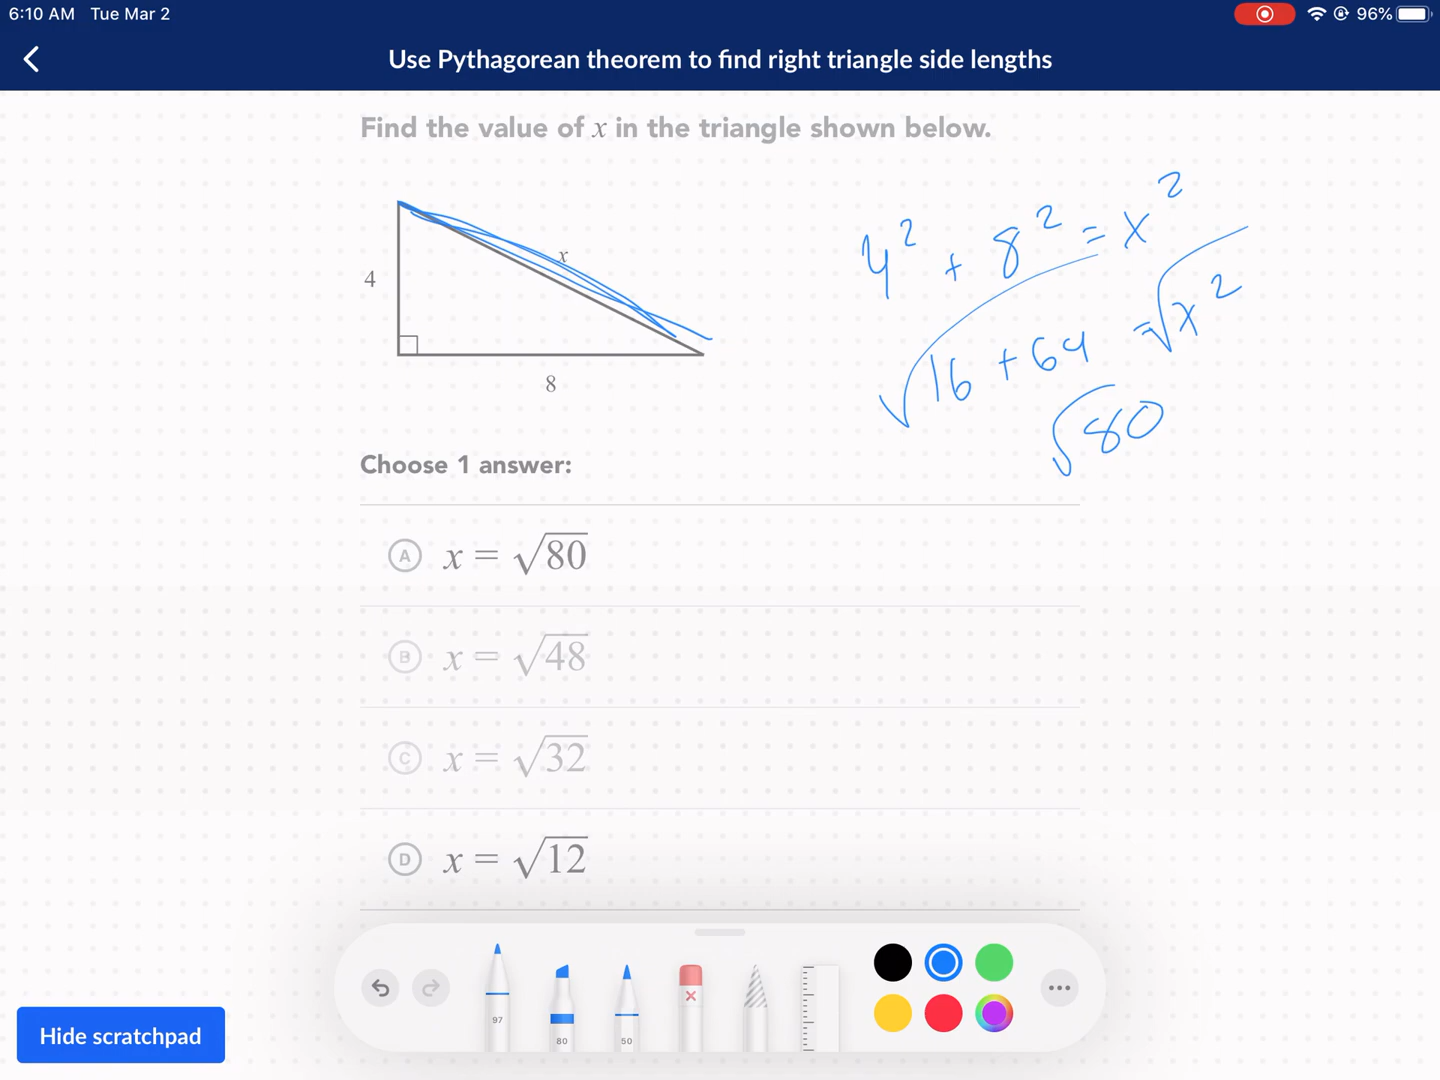 6:10 AM Tue Mar 2
96%
Use Pythagorean theorem to find right triangle side lengths
Find the value of x in the triangle shown below.
x
4
8
4² + 8² = x²
√16 + 64 = √x²
√80
Choose 1 answer:
A x = √80
B x = √48
C x = √32
D x = √12
97
80
50
Hide scratchpad